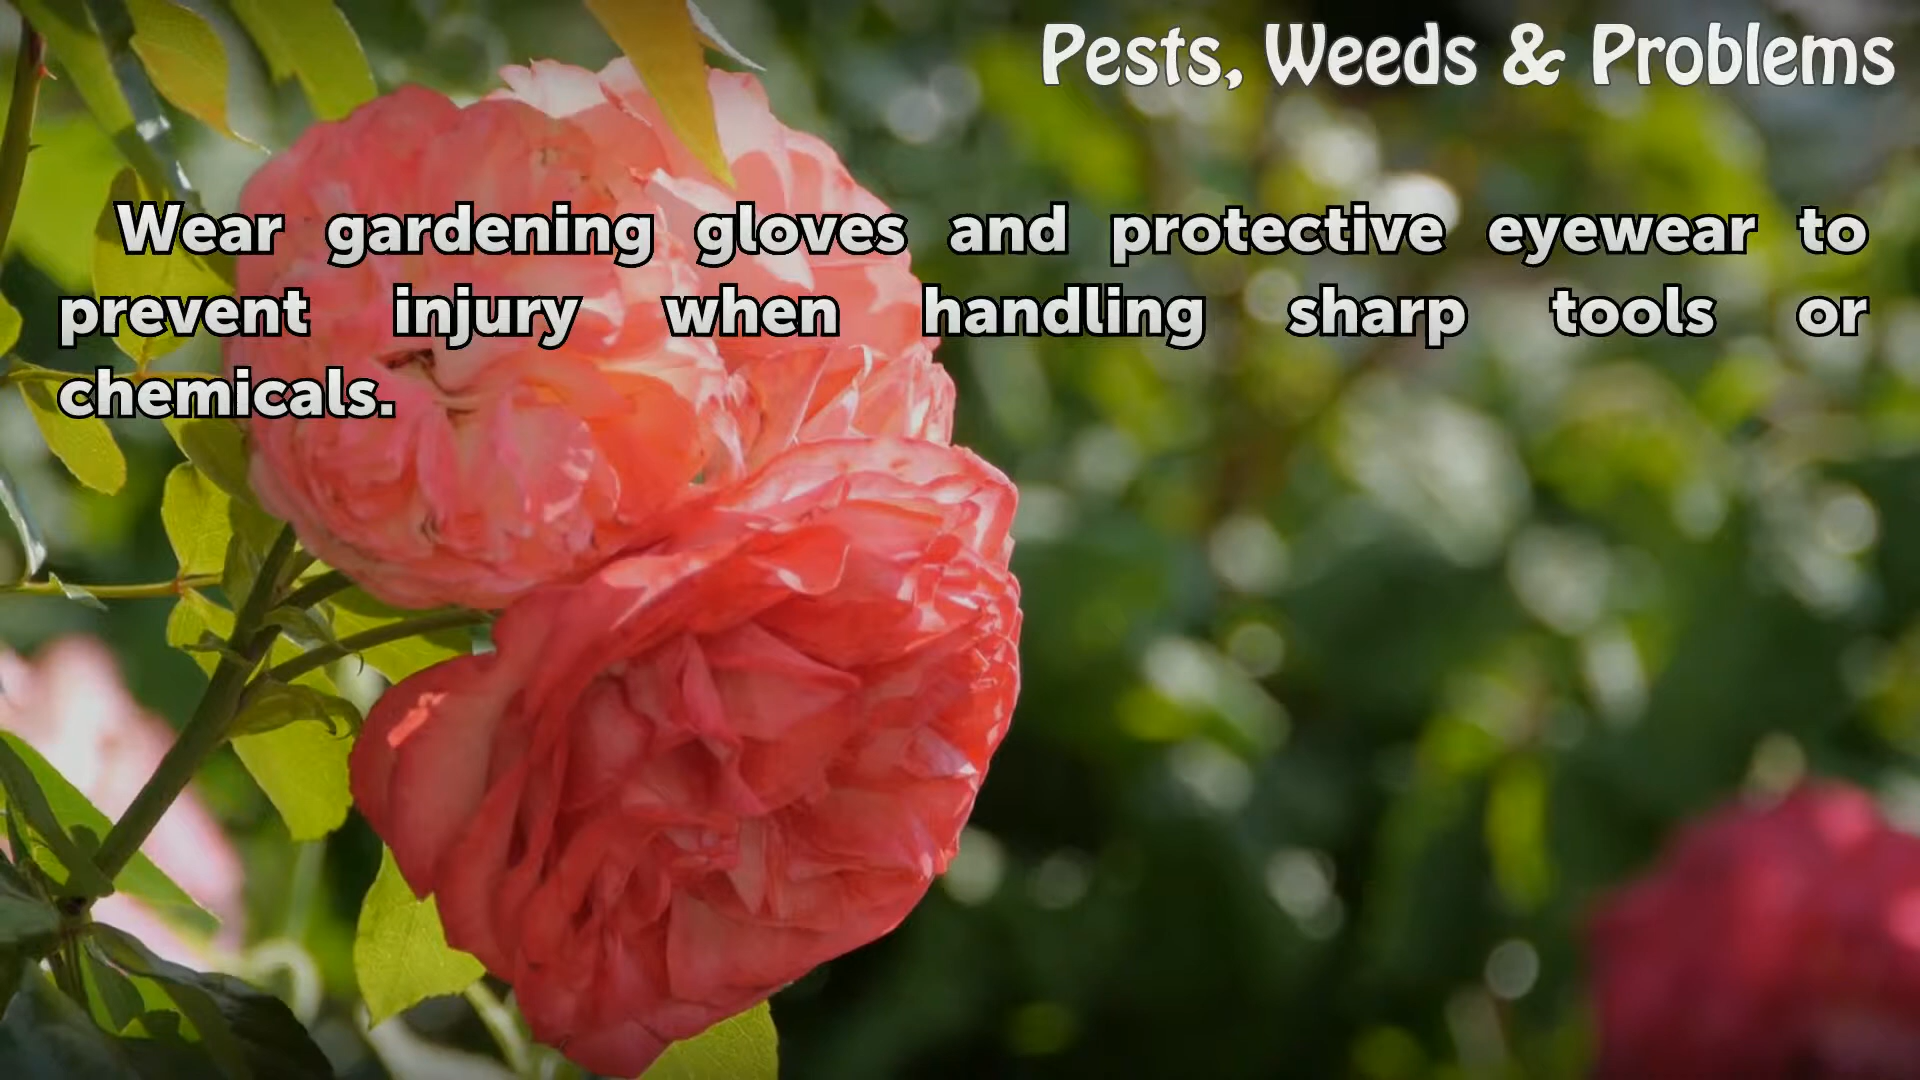 Pests, Weeds & Problems
Wear gardening gloves and protective eyewear to
prevent injury when handling sharp tools or
chemicals.